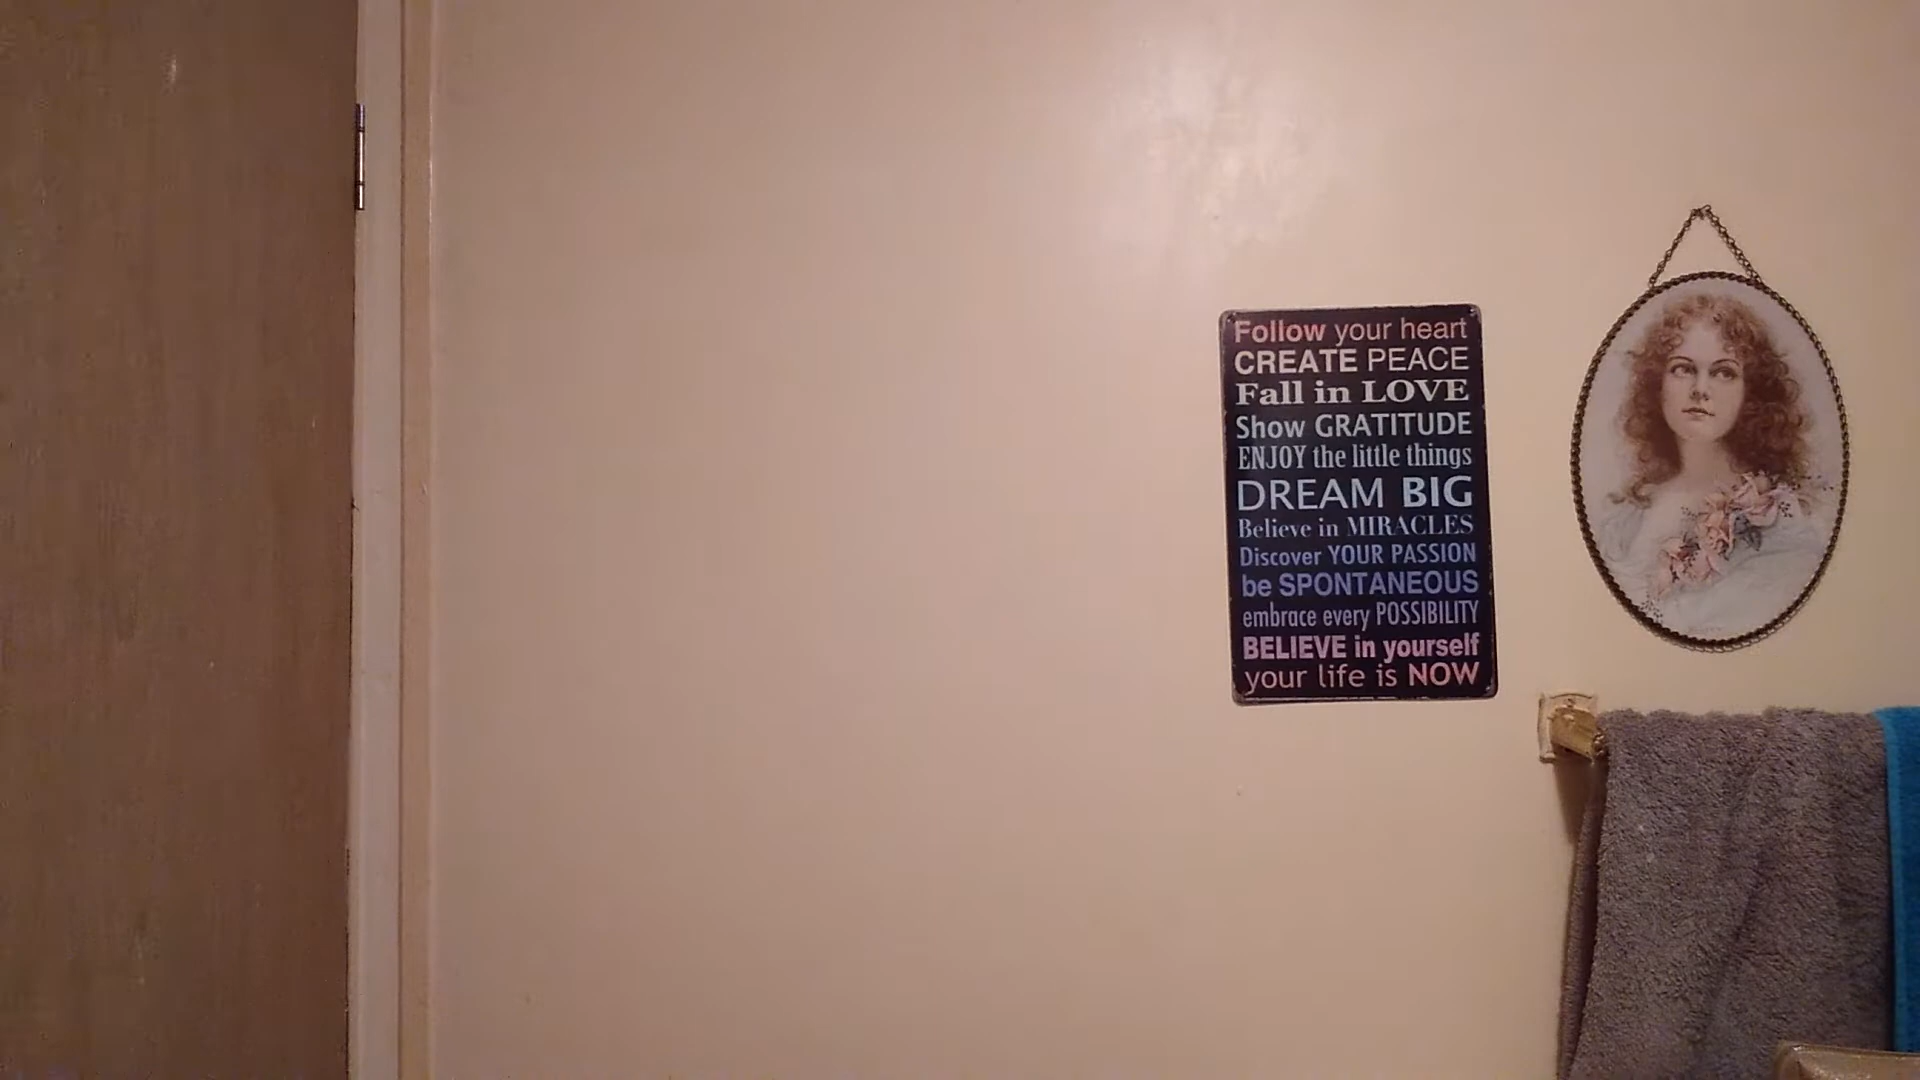 Follow your heart
CREATE PEACE
Fall in LOVE
Show GRATITUDE
ENJOY the little things
DREAM BIG
Believe in MIRACLES
Discover YOUR PASSION
be SPONTANEOUS
embrace every POSSIBILITY
BELIEVE in yourself
your life is NOW